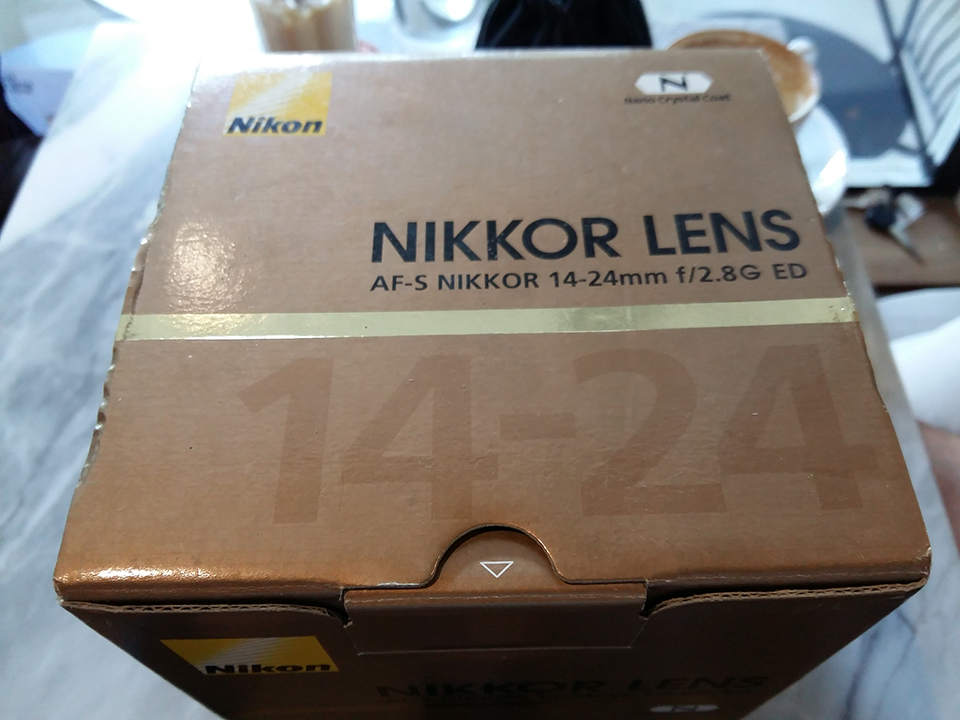 Nikon
N
Nano Crystal Coat
NIKKOR LENS
AF-S NIKKOR 14-24mm f/2.8G ED
14-24
Nikon
NIKKOR LENS
N